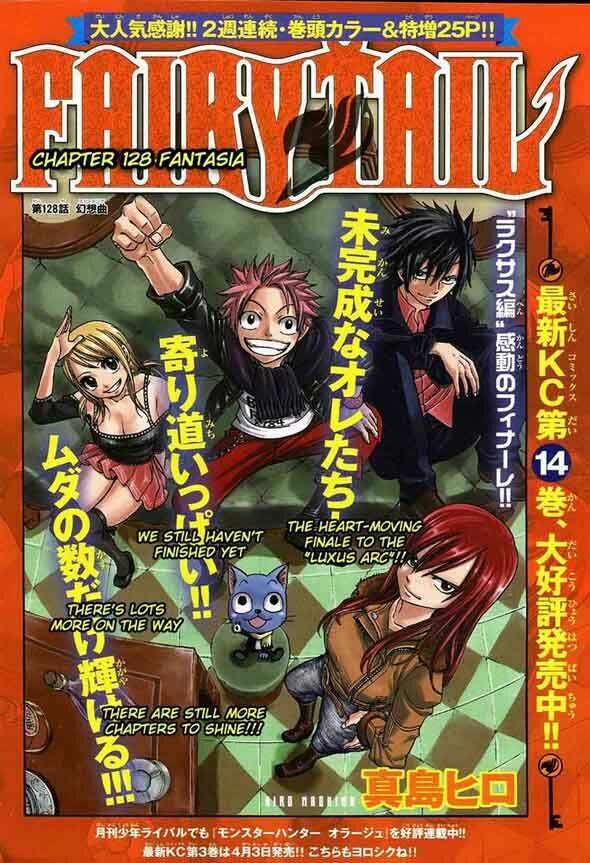 大人気感謝!! 2週連続・巻頭カラー&特増25P!!
FAIRY TAIL
CHAPTER 128 FANTASIA
第128話 幻想曲
"ラクサス編"感動のフィナーレ!!
未完成なオレたち!
寄り道いっぱい!!
ムダの数だけ輝ける!!!
THE HEART-MOVING
FINALE TO THE
"LUXUS ARC"!!
WE STILL HAVEN'T
FINISHED YET
THERE'S LOTS
MORE ON THE WAY
THERE ARE STILL MORE
CHAPTERS TO SHINE!!!
最新KC第14巻、大好評発売中!!
HIRO MASHIMA
真島ヒロ
月刊少年ライバルでも「モンスターハンター オラージュ」を好評連載中!!
最新KC第3巻は4月3日発売!! こちらもヨロシクね!!